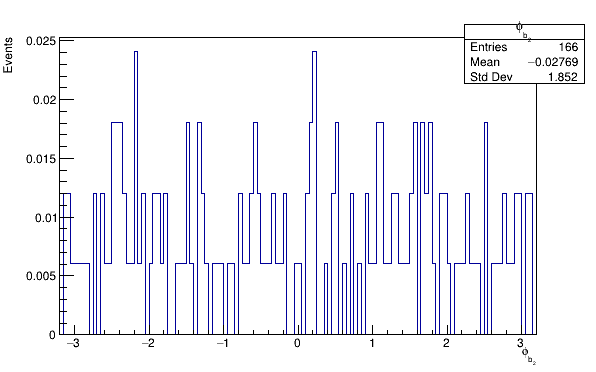 ϕ_b₂
Entries 166
Mean −0.02769
Std Dev 1.852
Events
0.025
0.02
0.015
0.01
0.005
0
−3 −2 −1 0 1 2 3
ϕ_b₂